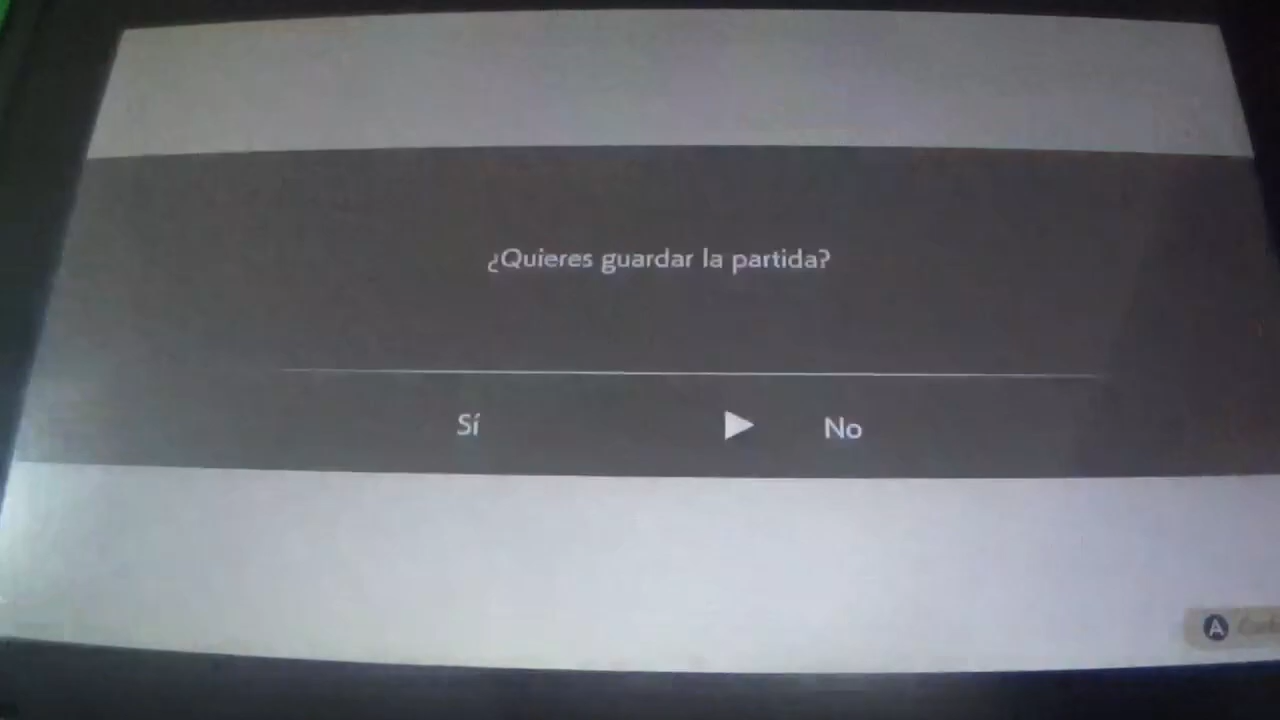 ¿Quieres guardar la partida?
Sí ▶ No
A